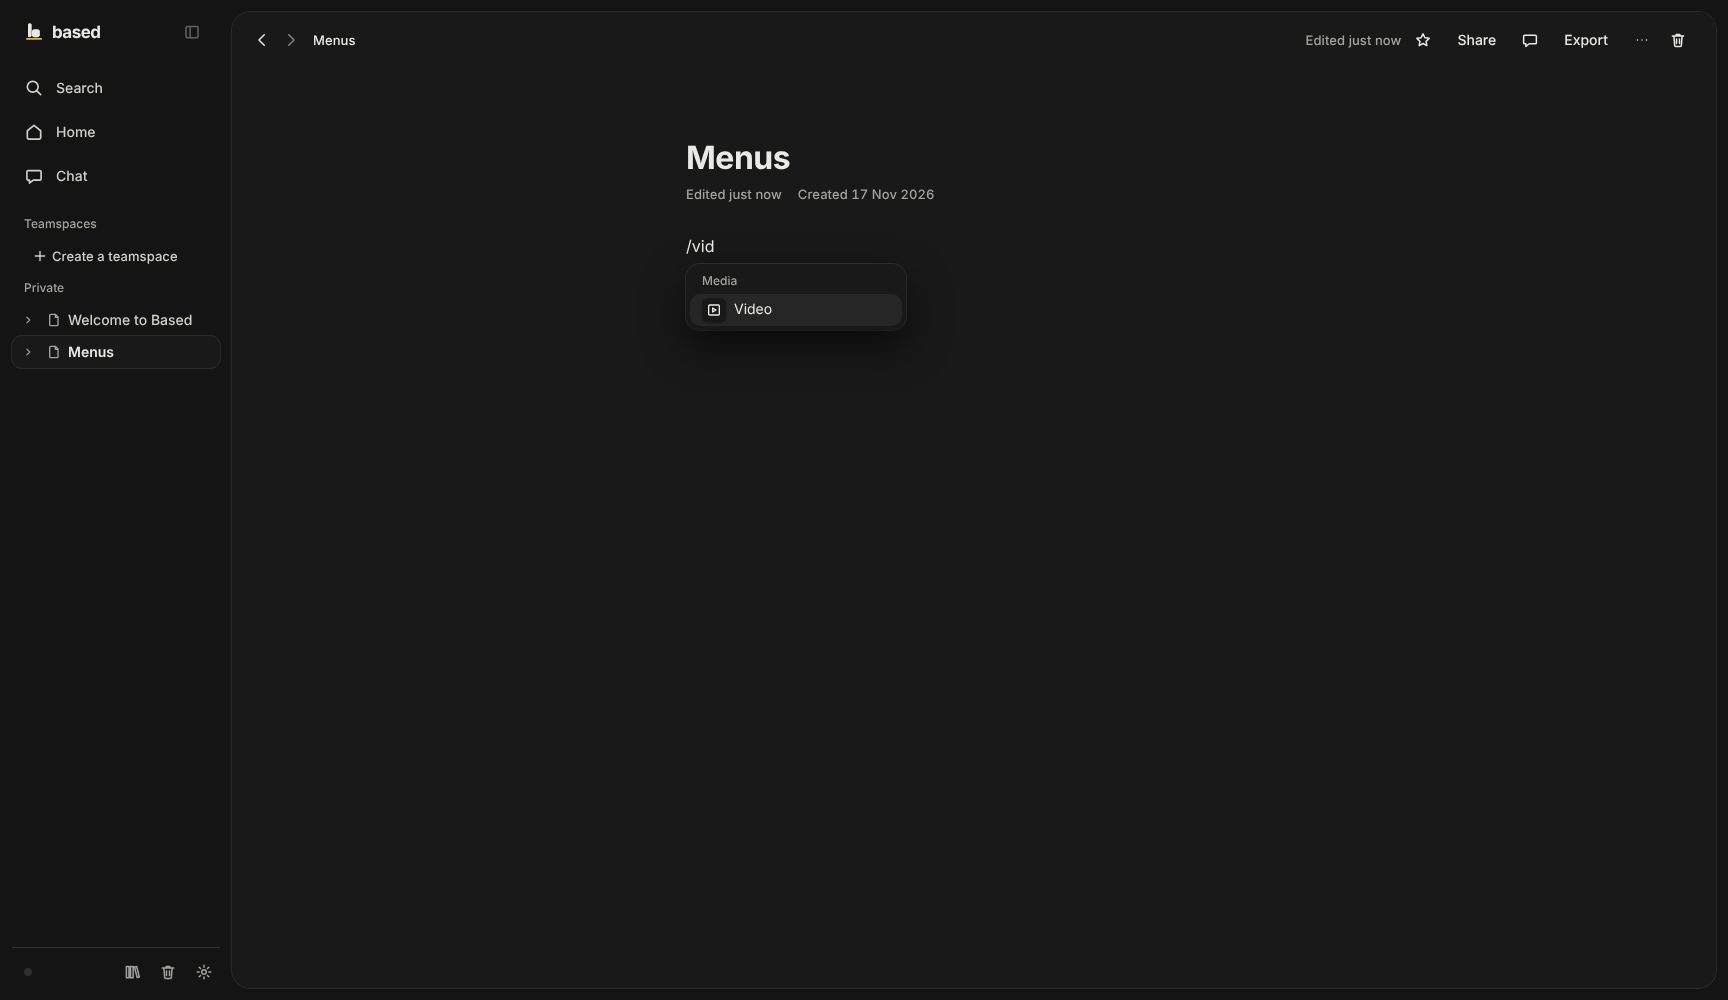 based
Search
Home
Chat
Teamspaces
Create a teamspace
Private
Welcome to Based
Menus
Menus
Edited just now
Share
Export
Menus
Edited just now Created 17 Nov 2026
/vid
Media
Video